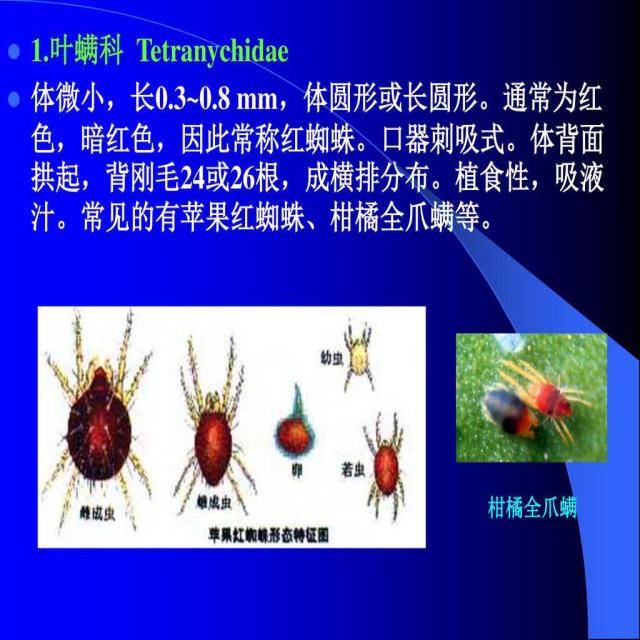 1.叶螨科 Tetranychidae
体微小，长0.3~0.8 mm，体圆形或长圆形。通常为红
色，暗红色，因此常称红蜘蛛。口器刺吸式。体背面
拱起，背刚毛24或26根，成横排分布。植食性，吸液
汁。常见的有苹果红蜘蛛、柑橘全爪螨等。
幼虫
卵
若虫
雌成虫
雄成虫
苹果红蜘蛛形态特征图
柑橘全爪螨